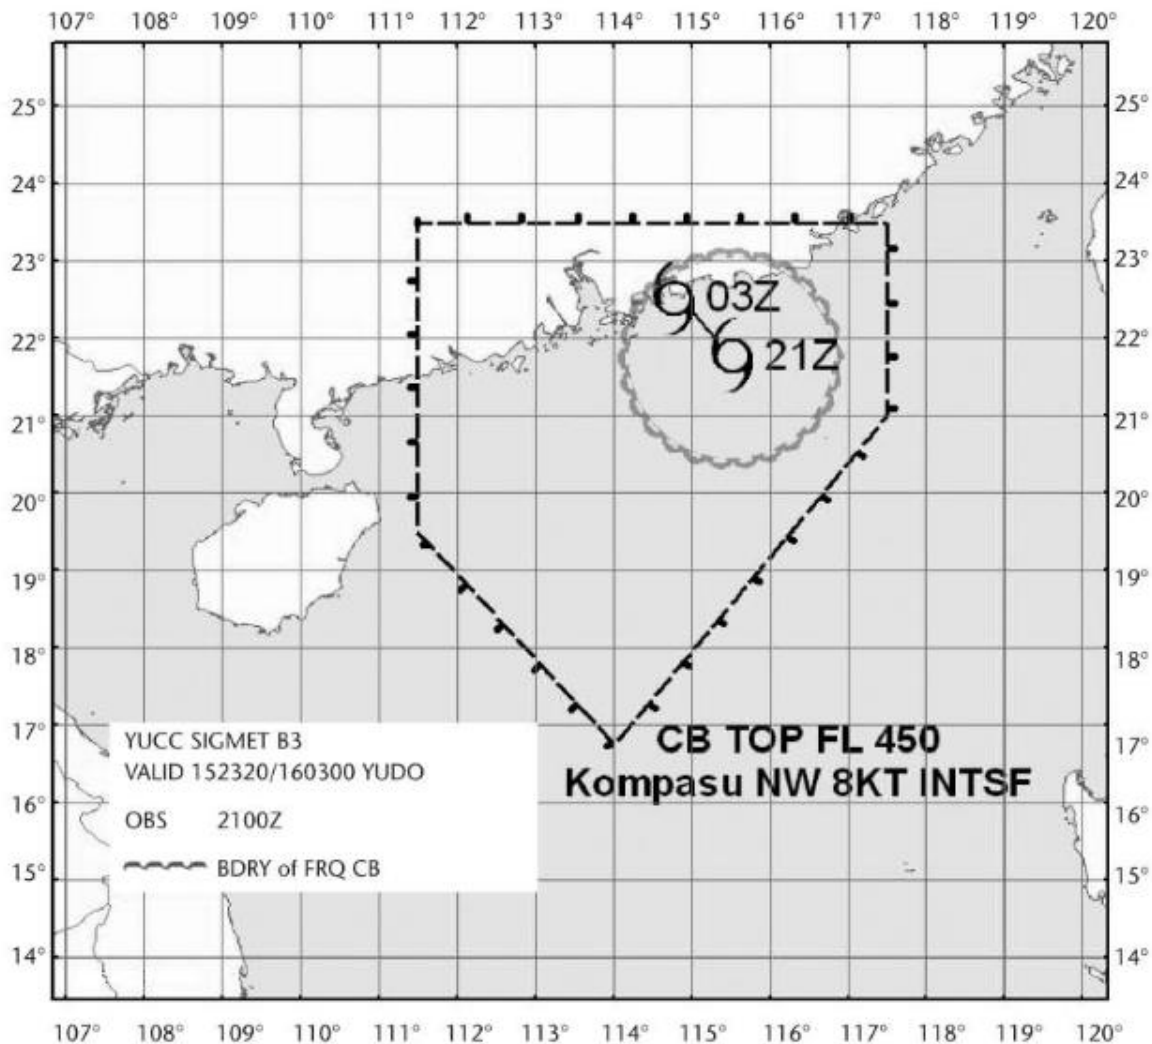 107° 108° 109° 110° 111° 112° 113° 114° 115° 116° 117° 118° 119° 120°
25° 25°
24° 24°
23° 23°
03Z
22° 22°
21Z
21° 21°
20° 20°
19° 19°
18° 18°
17° 17°
CB TOP FL 450
Kompasu NW 8KT INTSF
YUCC SIGMET B3
VALID 152320/160300 YUDO
OBS 2100Z
BDRY of FRQ CB
16° 16°
15° 15°
14° 14°
107° 108° 109° 110° 111° 112° 113° 114° 115° 116° 117° 118° 119° 120°